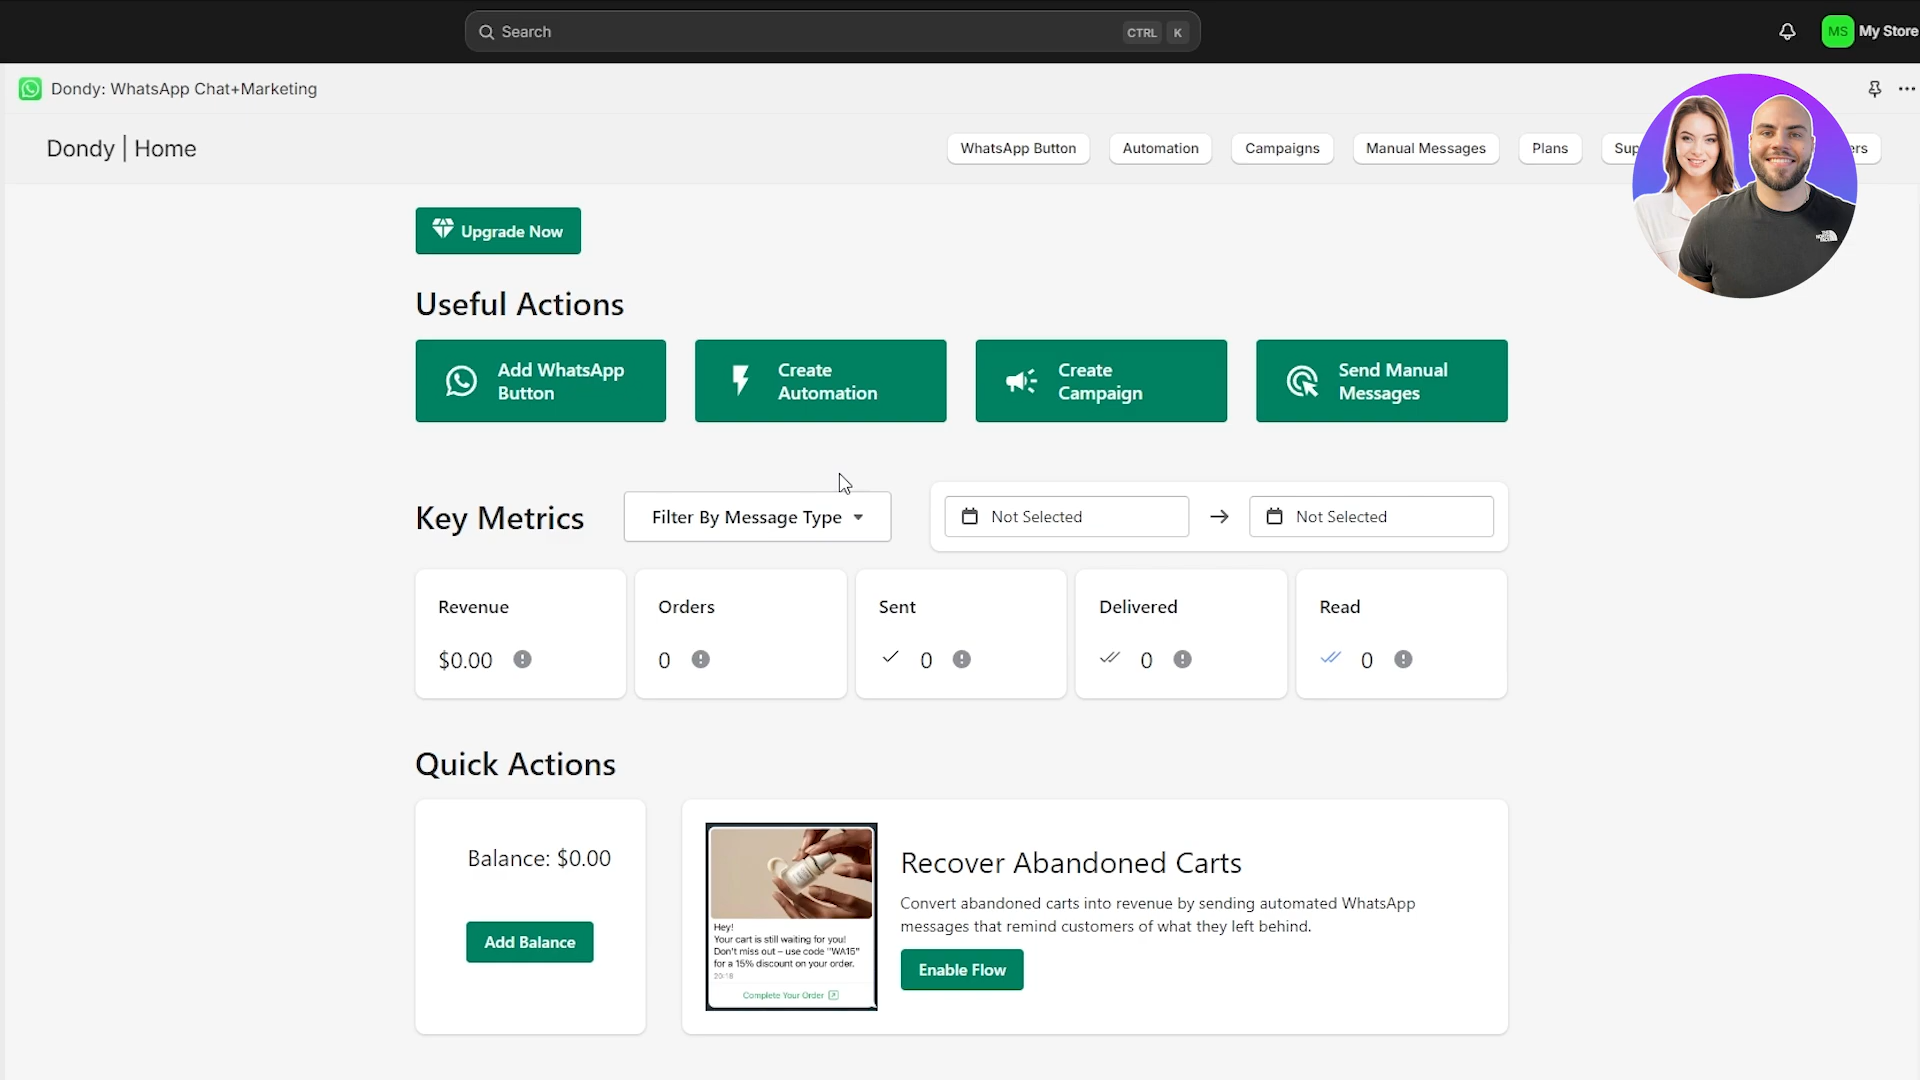 Search
CTRL K
MS My Store
Dondy: WhatsApp Chat+Marketing
Dondy | Home
WhatsApp Button
Automation
Campaigns
Manual Messages
Plans
Upgrade Now
Useful Actions
Add WhatsApp
Button
Create
Automation
Create
Campaign
Send Manual
Messages
Key Metrics
Filter By Message Type
Not Selected
Not Selected
Revenue
Orders
Sent
Delivered
Read
$0.00
0
0
0
0
Quick Actions
Balance: $0.00
Add Balance
Hey!
Your cart is still waiting for you!
Don't miss out – use code "WA15"
for a 15% discount on your order.
20:18
Complete Your Order
Recover Abandoned Carts
Convert abandoned carts into revenue by sending automated WhatsApp
messages that remind customers of what they left behind.
Enable Flow